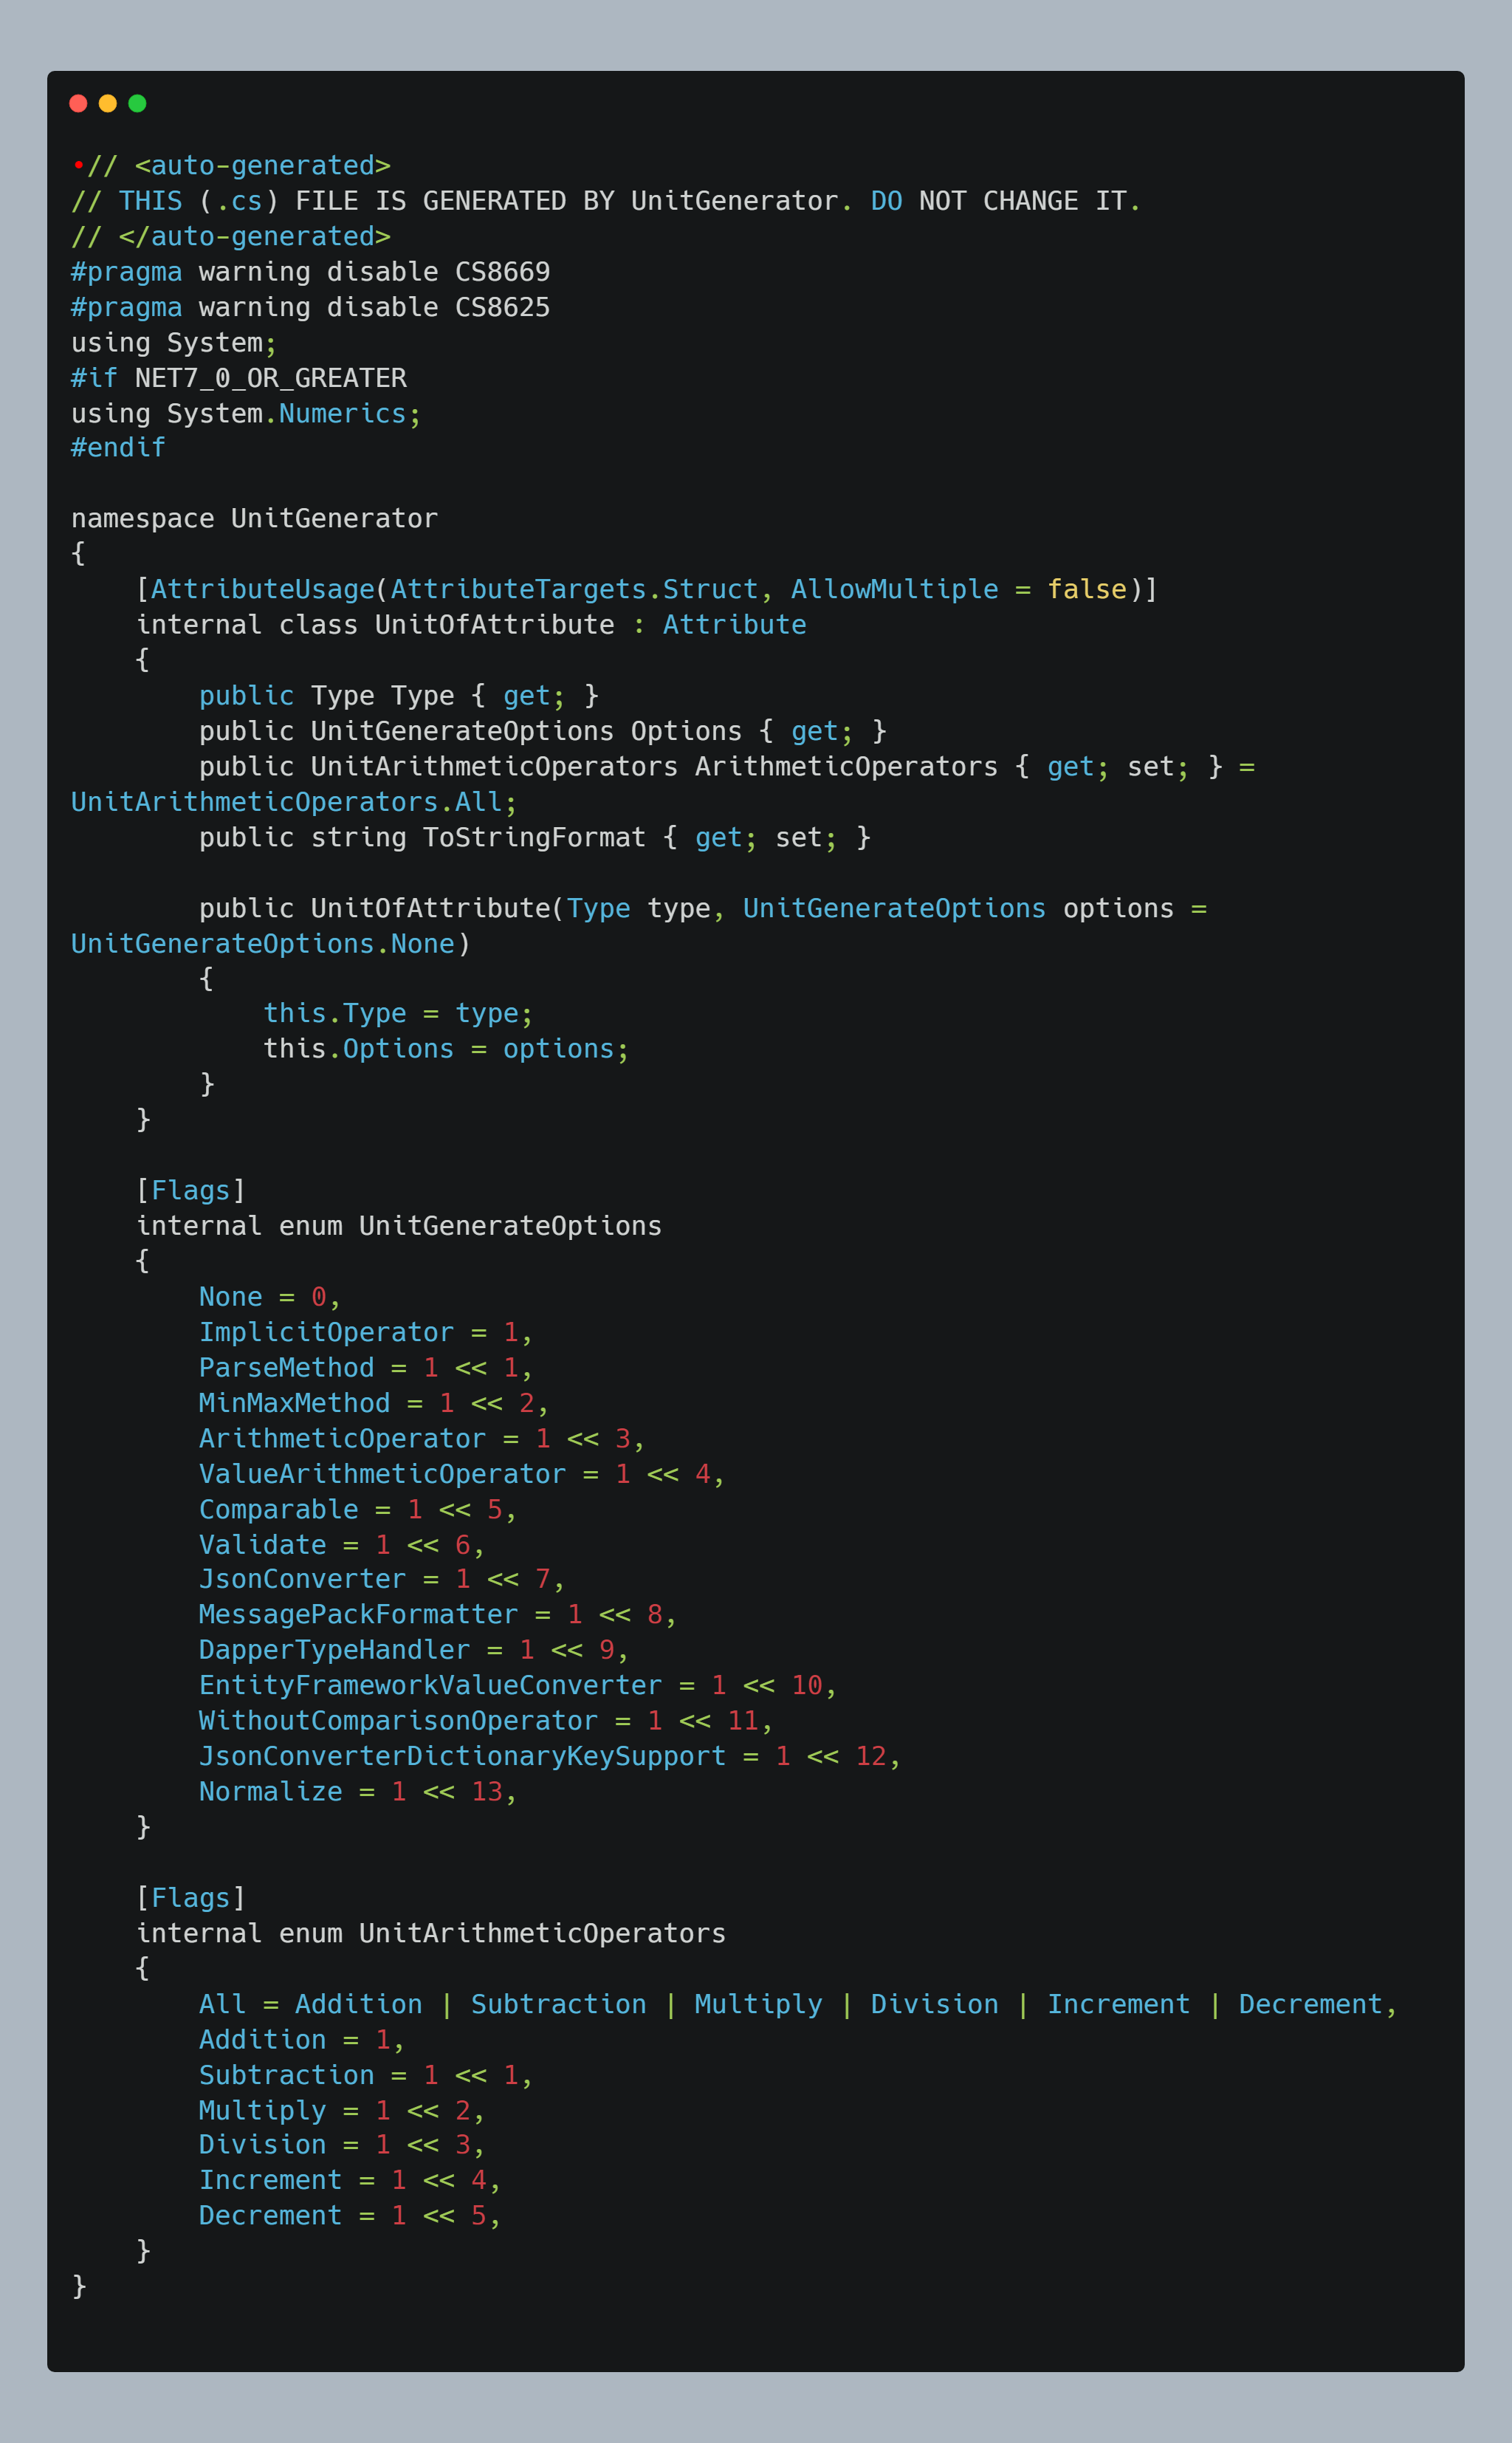 •// <auto-generated>
// THIS (.cs) FILE IS GENERATED BY UnitGenerator. DO NOT CHANGE IT.
// </auto-generated>
#pragma warning disable CS8669
#pragma warning disable CS8625
using System;
#if NET7_0_OR_GREATER
using System.Numerics;
#endif

namespace UnitGenerator
{
    [AttributeUsage(AttributeTargets.Struct, AllowMultiple = false)]
    internal class UnitOfAttribute : Attribute
    {
        public Type Type { get; }
        public UnitGenerateOptions Options { get; }
        public UnitArithmeticOperators ArithmeticOperators { get; set; } =
UnitArithmeticOperators.All;
        public string ToStringFormat { get; set; }

        public UnitOfAttribute(Type type, UnitGenerateOptions options =
UnitGenerateOptions.None)
        {
            this.Type = type;
            this.Options = options;
        }
    }

    [Flags]
    internal enum UnitGenerateOptions
    {
        None = 0,
        ImplicitOperator = 1,
        ParseMethod = 1 << 1,
        MinMaxMethod = 1 << 2,
        ArithmeticOperator = 1 << 3,
        ValueArithmeticOperator = 1 << 4,
        Comparable = 1 << 5,
        Validate = 1 << 6,
        JsonConverter = 1 << 7,
        MessagePackFormatter = 1 << 8,
        DapperTypeHandler = 1 << 9,
        EntityFrameworkValueConverter = 1 << 10,
        WithoutComparisonOperator = 1 << 11,
        JsonConverterDictionaryKeySupport = 1 << 12,
        Normalize = 1 << 13,
    }

    [Flags]
    internal enum UnitArithmeticOperators
    {
        All = Addition | Subtraction | Multiply | Division | Increment | Decrement,
        Addition = 1,
        Subtraction = 1 << 1,
        Multiply = 1 << 2,
        Division = 1 << 3,
        Increment = 1 << 4,
        Decrement = 1 << 5,
    }
}